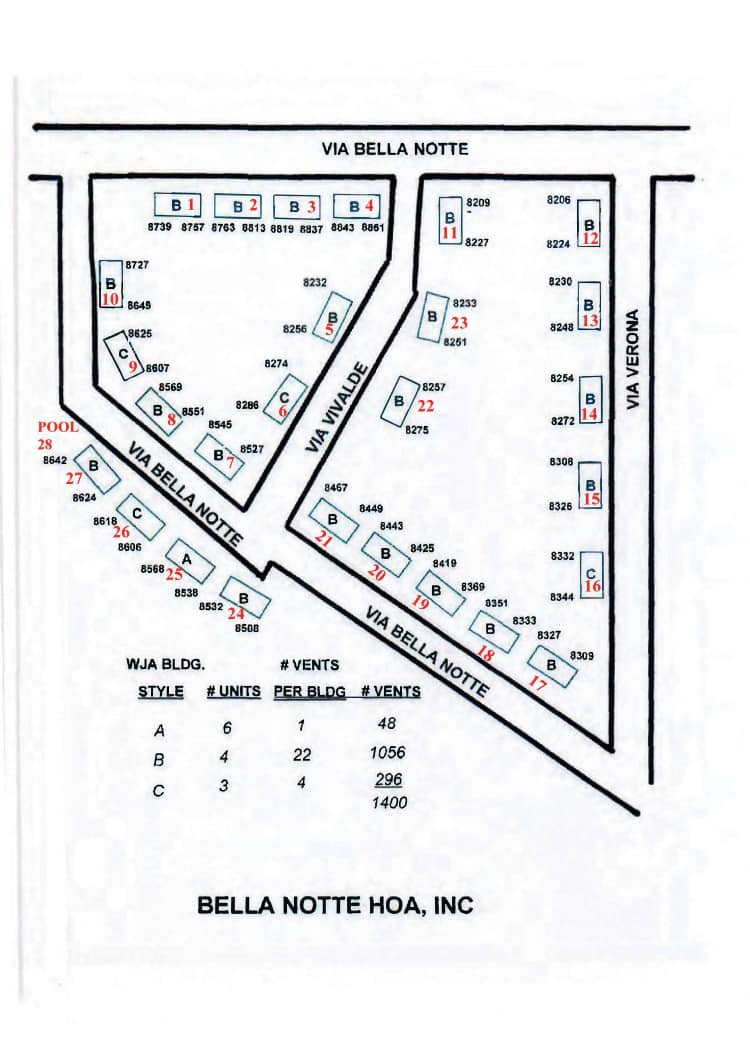 VIA BELLA NOTTE
B 1
B 2
B 3
B 4
8739 8757 8763 8813 8819 8837 8843 8861
8209
B
11
8227
8206
B
8224 12
8727
B
10 8649
8232
B
8256 5
8233
B 23
8251
8230
B
8248 13
8625
C 9
8607
8274
C
8286 6
8257
B 22
8275
8254
B
8272 14
VIA VIVALDE
VIA VERONA
8569
B 8 8551
8545
B 7 8527
POOL
28
8642 B
27
8624
VIA BELLA NOTTE
8618 C
26
8606
A
8568 25
8538
B
8532 24
8508
8467
B 8449
21
8443
B 8425
20
8419
B 8369
19
8351
B 8333
18
8327
B 8309
17
8306
B
8326 15
8332
C
8344 16
VIA BELLA NOTTE
WJA BLDG. # VENTS
STYLE # UNITS PER BLDG # VENTS
A 6 1 48
B 4 22 1056
C 3 4 296
1400
BELLA NOTTE HOA, INC